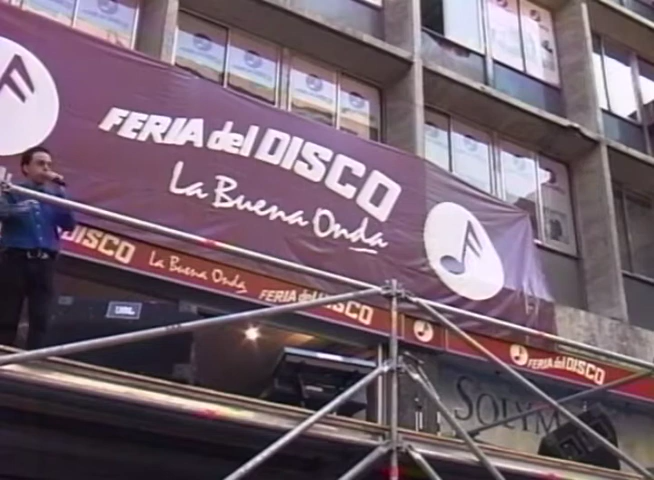 FERIA del DISCO
La Buena Onda
DISCO La Buena Onda FERIA del DISCO
FERIA del DISCO
JBL